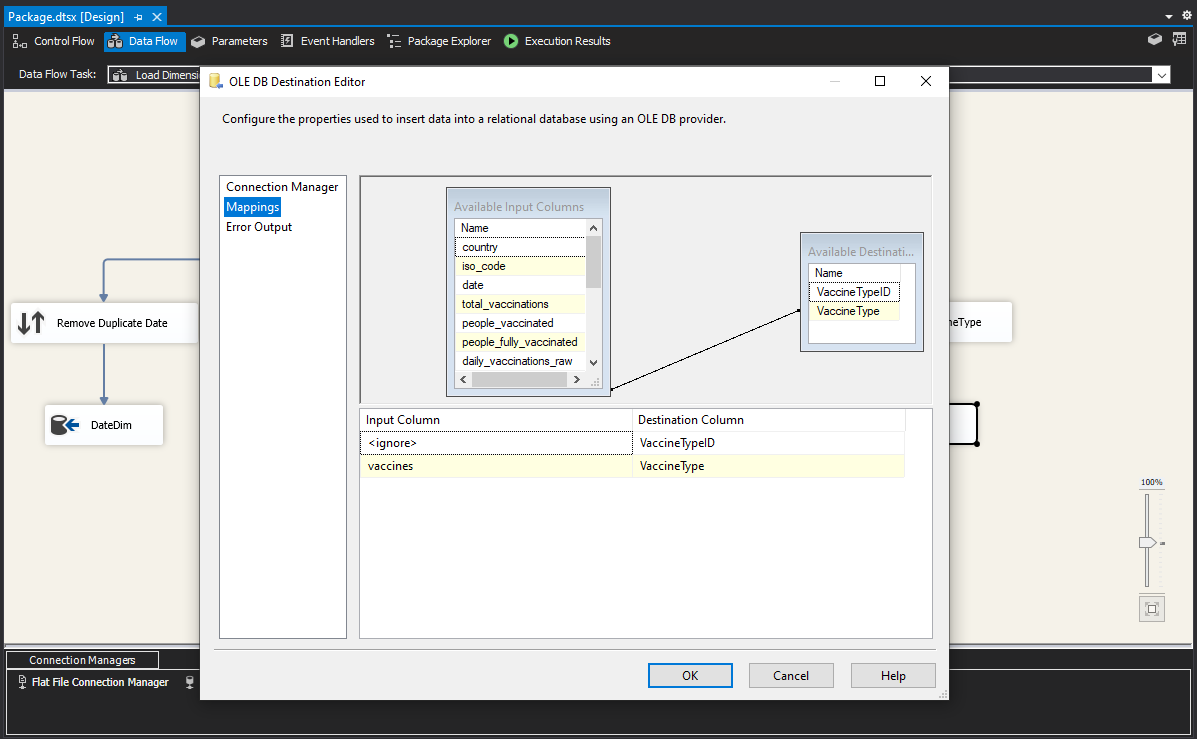 Package.dtsx [Design]
Control Flow
Data Flow
Parameters
Event Handlers
Package Explorer
Execution Results
Data Flow Task:
Load Dimensi
OLE DB Destination Editor
Configure the properties used to insert data into a relational database using an OLE DB provider.
Connection Manager
Mappings
Error Output
Available Input Columns
Name
country
iso_code
date
total_vaccinations
people_vaccinated
people_fully_vaccinated
daily_vaccinations_raw
Available Destinati...
Name
VaccineTypeID
VaccineType
Input Column Destination Column
<ignore> VaccineTypeID
vaccines VaccineType
Remove Duplicate Date
DateDim
neType
100%
OK
Cancel
Help
Connection Managers
Flat File Connection Manager